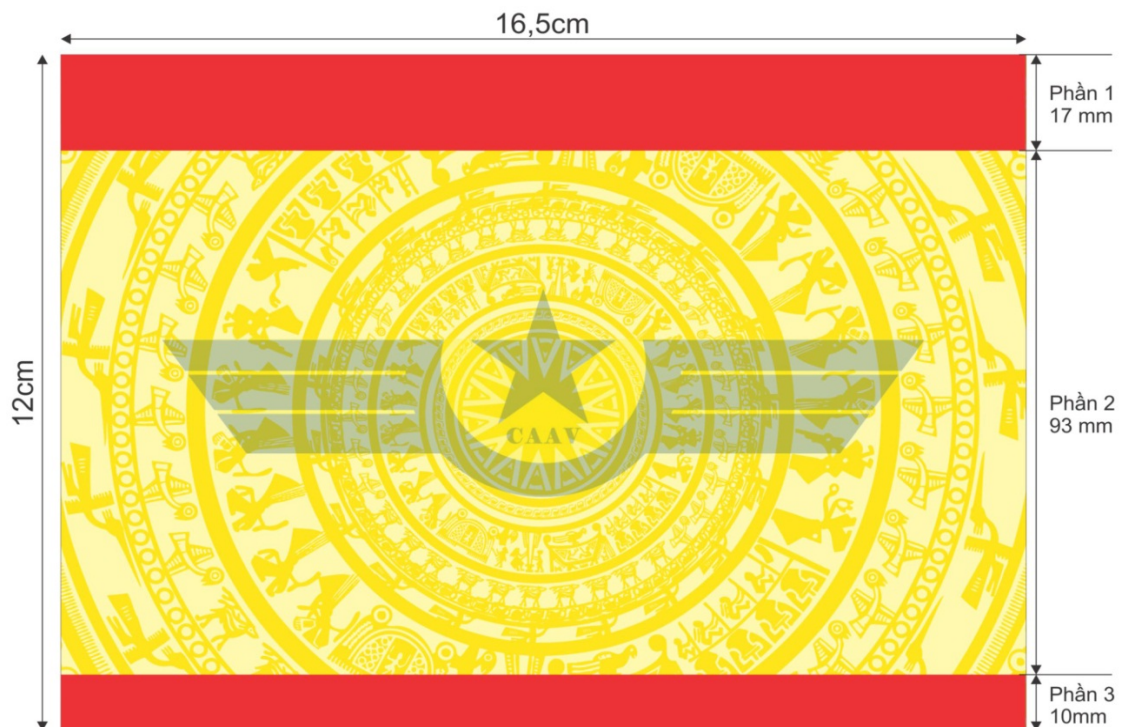 16,5cm
Phần 1
17 mm
12cm
Phần 2
93 mm
CAAV
Phần 3
10mm